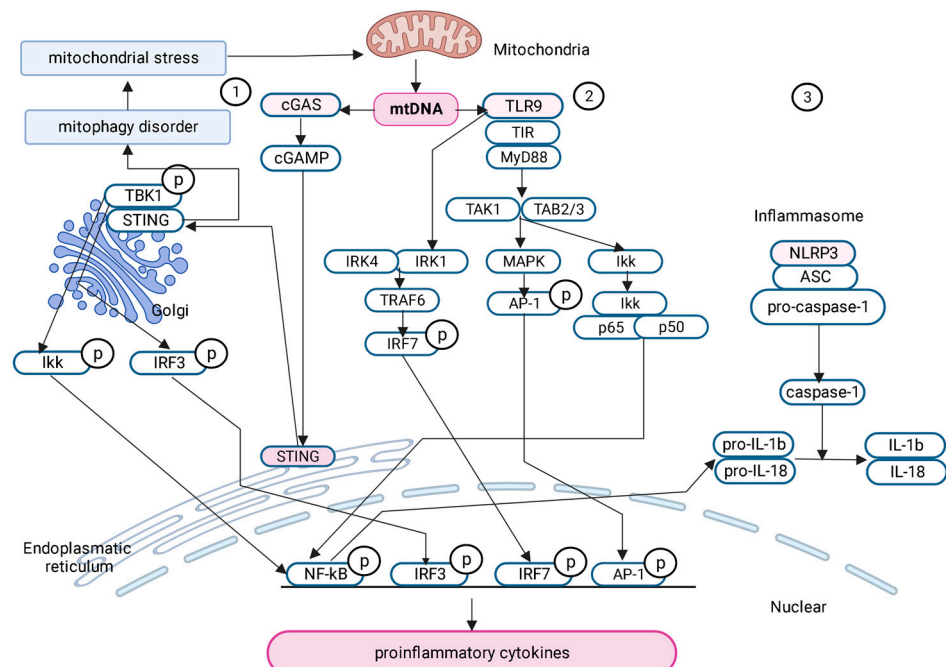 mitochondrial stress
Mitochondria
1
cGAS
mtDNA
TLR9
2
3
mitophagy disorder
TIR
cGAMP
MyD88
p
TBK1
STING
TAK1
TAB2/3
Inflammasome
NLRP3
IRK4
IRK1
MAPK
Ikk
ASC
Golgi
TRAF6
AP-1
p
Ikk
pro-caspase-1
p65
p50
IRF7
p
Ikk
p
IRF3
p
caspase-1
STING
pro-IL-1b
IL-1b
pro-IL-18
IL-18
Endoplasmatic
reticulum
NF-kB
p
IRF3
p
IRF7
p
AP-1
p
Nuclear
proinflammatory cytokines